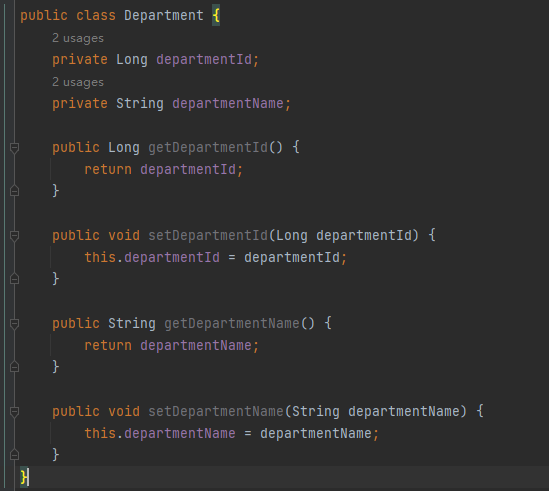 public class Department {
2 usages
private Long departmentId;
2 usages
private String departmentName;
public Long getDepartmentId() {
return departmentId;
}
public void setDepartmentId(Long departmentId) {
this.departmentId = departmentId;
}
public String getDepartmentName() {
return departmentName;
}
public void setDepartmentName(String departmentName) {
this.departmentName = departmentName;
}
}